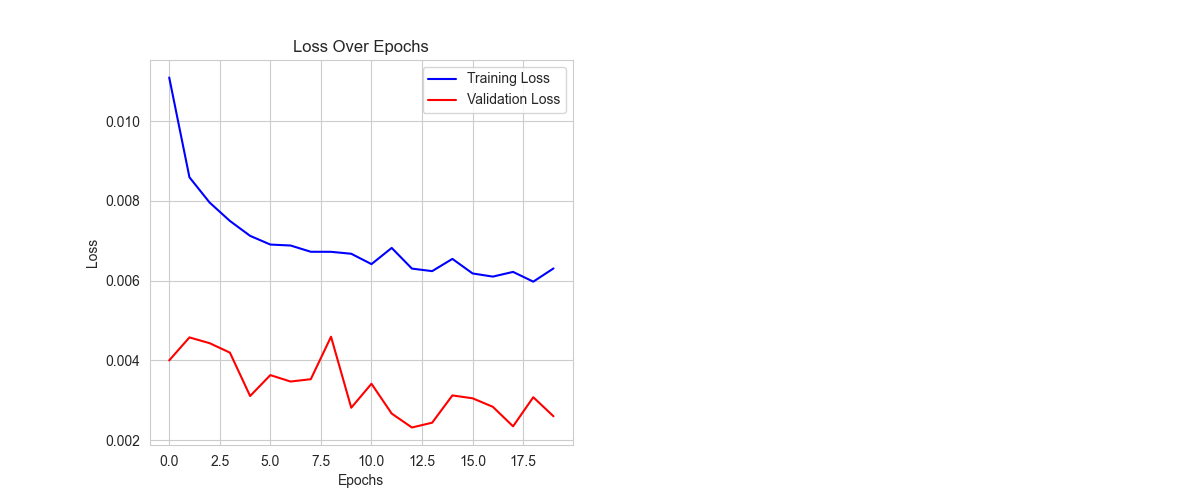 Loss Over Epochs
Training Loss
Validation Loss
0.010
0.008
0.006
0.004
0.002
Loss
0.0 2.5 5.0 7.5 10.0 12.5 15.0 17.5
Epochs